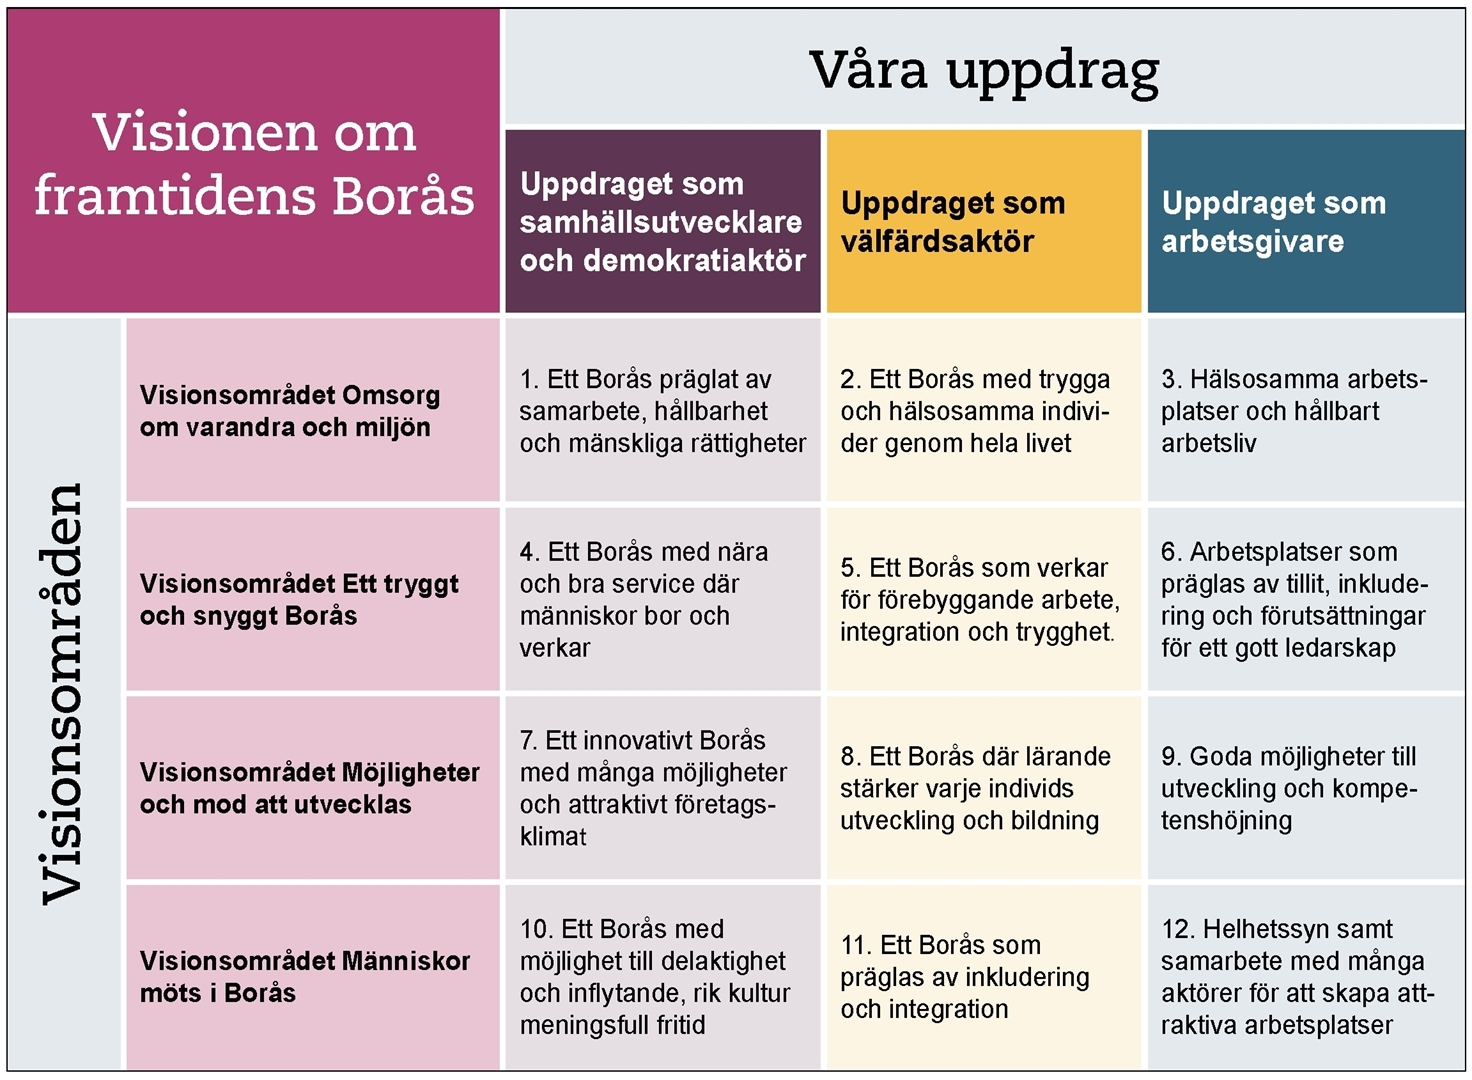 Visionen om
framtidens Borås
Våra uppdrag
Uppdraget som
samhällsutvecklare
och demokratiaktör
Uppdraget som
välfärdsaktör
Uppdraget som
arbetsgivare
Visionsområden
Visionsområdet Omsorg
om varandra och miljön
1. Ett Borås präglat av
samarbete, hållbarhet
och mänskliga rättigheter
2. Ett Borås med trygga
och hälsosamma indivi-
der genom hela livet
3. Hälsosamma arbets-
platser och hållbart
arbetsliv
Visionsområdet Ett tryggt
och snyggt Borås
4. Ett Borås med nära
och bra service där
människor bor och
verkar
5. Ett Borås som verkar
för förebyggande arbete,
integration och trygghet.
6. Arbetsplatser som
präglas av tillit, inklude-
ring och förutsättningar
för ett gott ledarskap
Visionsområdet Möjligheter
och mod att utvecklas
7. Ett innovativt Borås
med många möjligheter
och attraktivt företags-
klimat
8. Ett Borås där lärande
stärker varje individs
utveckling och bildning
9. Goda möjligheter till
utveckling och kompe-
tenshöjning
Visionsområdet Människor
möts i Borås
10. Ett Borås med
möjlighet till delaktighet
och inflytande, rik kultur
meningsfull fritid
11. Ett Borås som
präglas av inkludering
och integration
12. Helhetssyn samt
samarbete med många
aktörer för att skapa att-
raktiva arbetsplatser